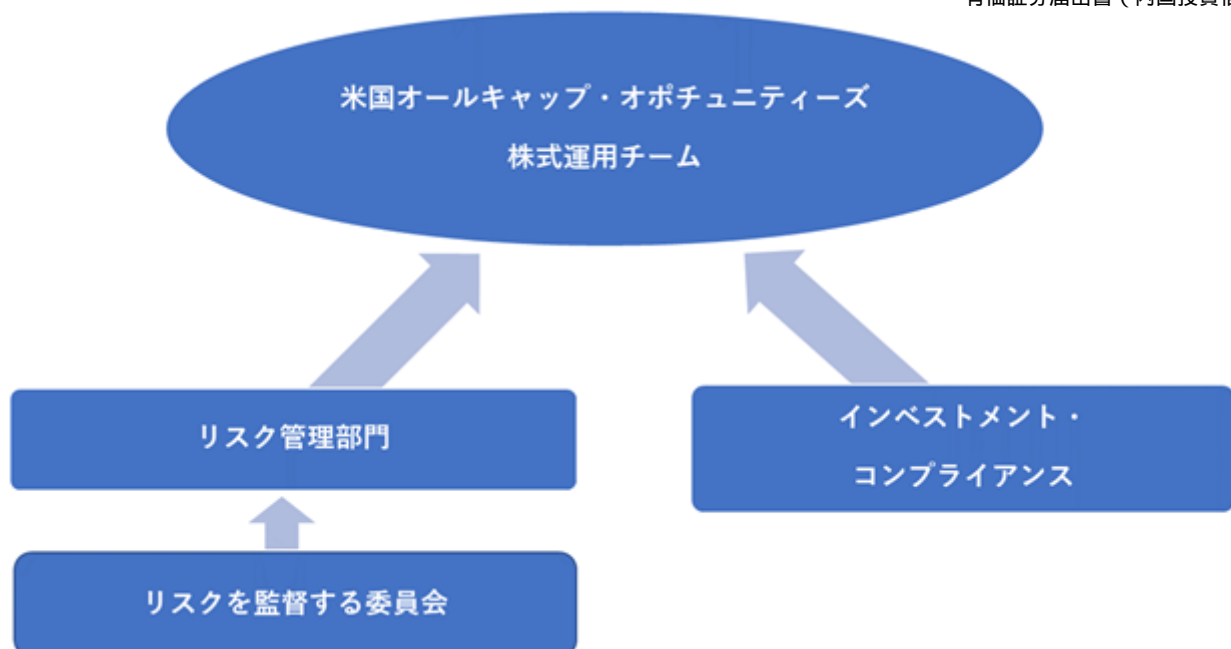 米国オールキャップ・オポチュニティーズ
株式運用チーム
リスク管理部門
インベストメント・
コンプライアンス
リスクを監督する委員会